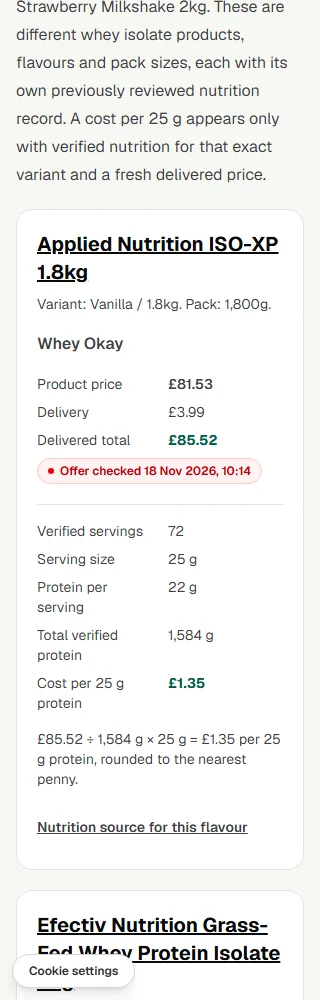 Strawberry Milkshake 2kg. These are
different whey isolate products,
flavours and pack sizes, each with its
own previously reviewed nutrition
record. A cost per 25 g appears only
with verified nutrition for that exact
variant and a fresh delivered price.
Applied Nutrition ISO-XP
1.8kg
Variant: Vanilla / 1.8kg. Pack: 1,800g.
Whey Okay
Product price £81.53
Delivery £3.99
Delivered total £85.52
Offer checked 18 Nov 2026, 10:14
Verified servings 72
Serving size 25 g
Protein per serving 22 g
Total verified protein 1,584 g
Cost per 25 g protein £1.35
£85.52 ÷ 1,584 g × 25 g = £1.35 per 25
g protein, rounded to the nearest
penny.
Nutrition source for this flavour
Efectiv Nutrition Grass-
Fed Whey Protein Isolate
Cookie settings